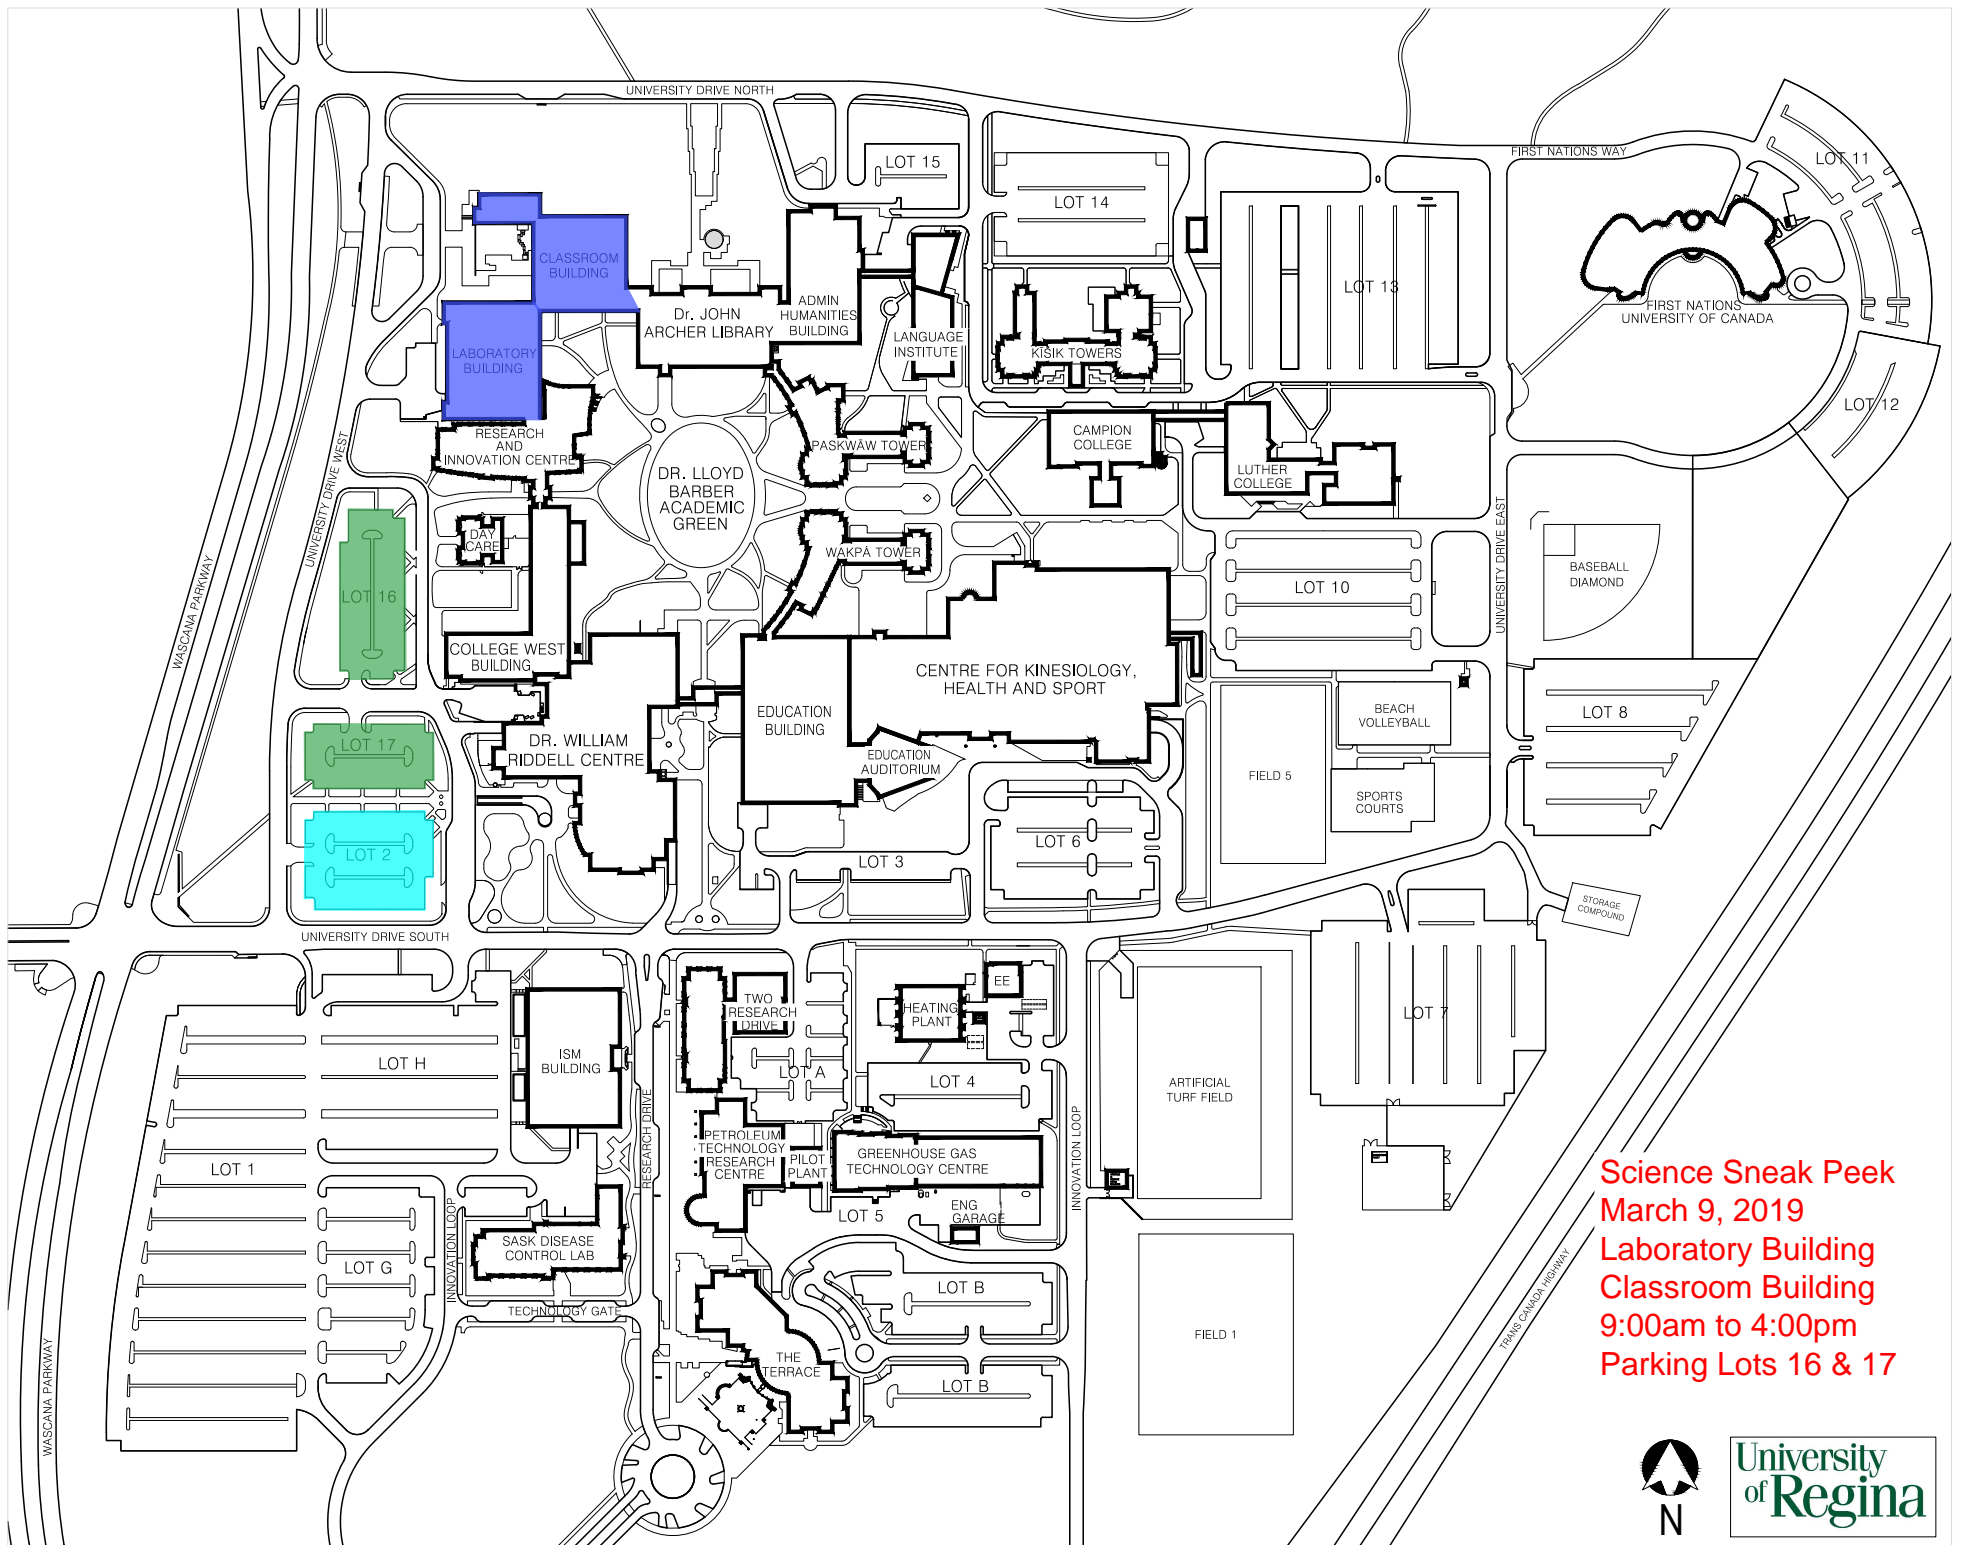 UNIVERSITY DRIVE NORTH
FIRST NATIONS WAY
LOT 15
LOT 11
LOT 14
CLASSROOM
BUILDING
LOT 13
ADMIN
HUMANITIES
BUILDING
Dr. JOHN
ARCHER LIBRARY
FIRST NATIONS
UNIVERSITY OF CANADA
LANGUAGE
INSTITUTE
KĪSIK TOWERS
LABORATORY
BUILDING
LOT 12
RESEARCH
AND
INNOVATION CENTRE
PASKWĀW TOWER
CAMPION
COLLEGE
LUTHER
COLLEGE
UNIVERSITY DRIVE WEST
DR. LLOYD
BARBER
ACADEMIC
GREEN
UNIVERSITY DRIVE EAST
DAY
CARE
WAKPĀ TOWER
BASEBALL
DIAMOND
LOT 16
LOT 10
WASCANA PARKWAY
COLLEGE WEST
BUILDING
CENTRE FOR KINESIOLOGY,
HEALTH AND SPORT
EDUCATION
BUILDING
BEACH
VOLLEYBALL
LOT 8
LOT 17
DR. WILLIAM
RIDDELL CENTRE
EDUCATION
AUDITORIUM
FIELD 5
SPORTS
COURTS
LOT 2
LOT 3
LOT 6
STORAGE
COMPOUND
UNIVERSITY DRIVE SOUTH
TWO
RESEARCH
DRIVE
EE
HEATING
PLANT
LOT 7
LOT H
ISM
BUILDING
LOT A
LOT 4
ARTIFICIAL
TURF FIELD
RESEARCH DRIVE
INNOVATION LOOP
PETROLEUM
TECHNOLOGY
RESEARCH
CENTRE
PILOT
PLANT
GREENHOUSE GAS
TECHNOLOGY CENTRE
LOT 1
LOT 5
ENG
GARAGE
INNOVATION LOOP
SASK DISEASE
CONTROL LAB
LOT G
LOT B
TECHNOLOGY GATE
TRANS CANADA HIGHWAY
FIELD 1
THE
TERRACE
LOT B
WASCANA PARKWAY
Science Sneak Peek
March 9, 2019
Laboratory Building
Classroom Building
9:00am to 4:00pm
Parking Lots 16 & 17
N
University
of Regina